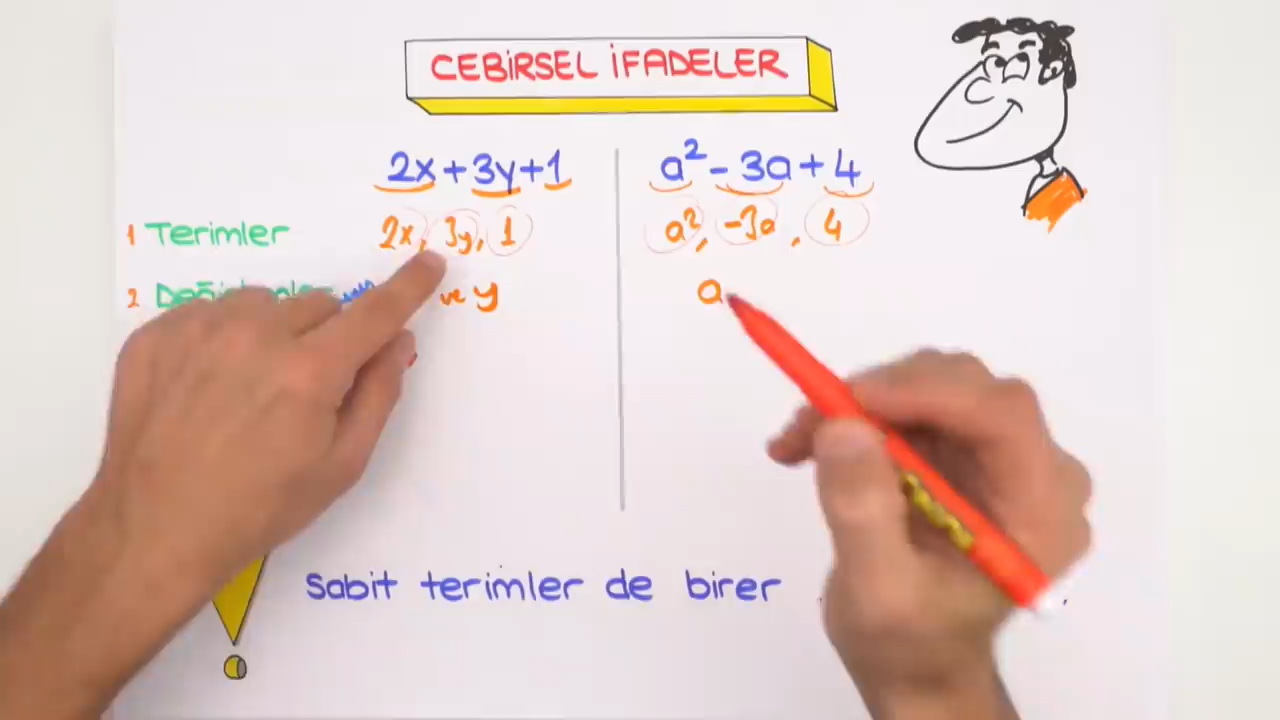 CEBİRSEL İFADELER
2x+3y+1
a²-3a+4
1 Terimler
2x, 3y, 1
a², -3a, 4
2
ve y
a
Sabit terimler de birer